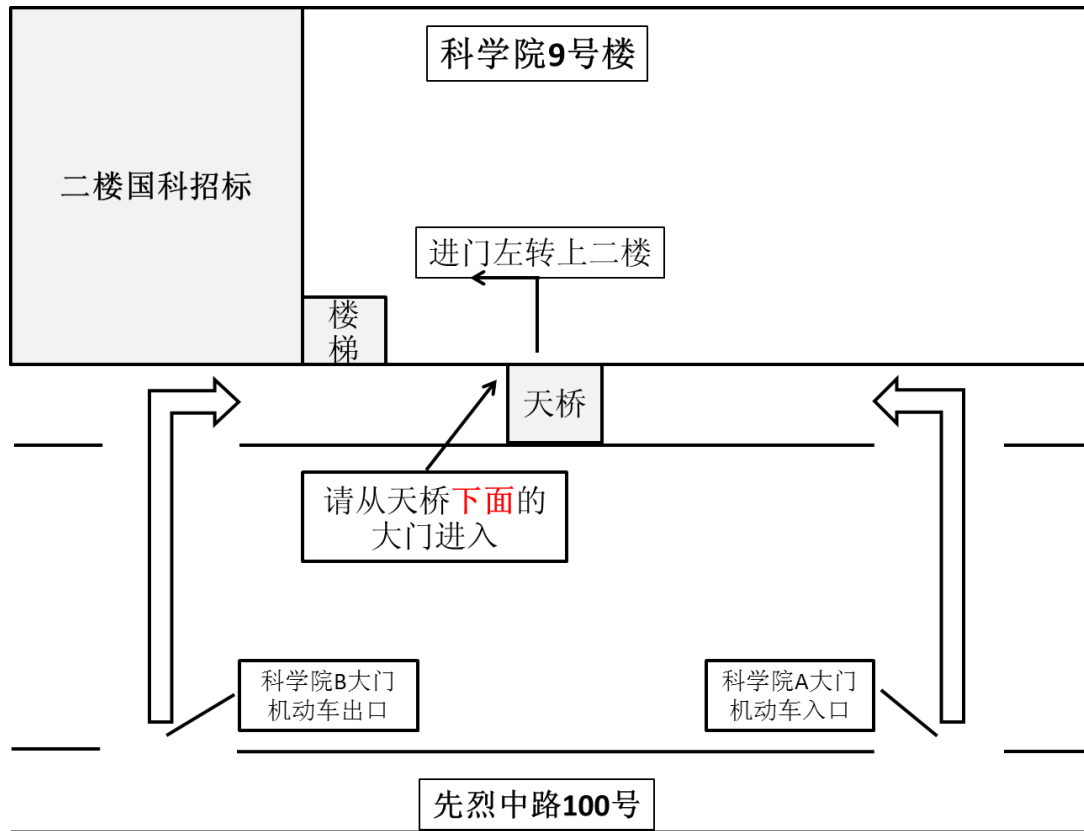 科学院9号楼
二楼国科招标
进门左转上二楼
楼
梯
天桥
请从天桥下面的
大门进入
科学院B大门
机动车出口
科学院A大门
机动车入口
先烈中路100号